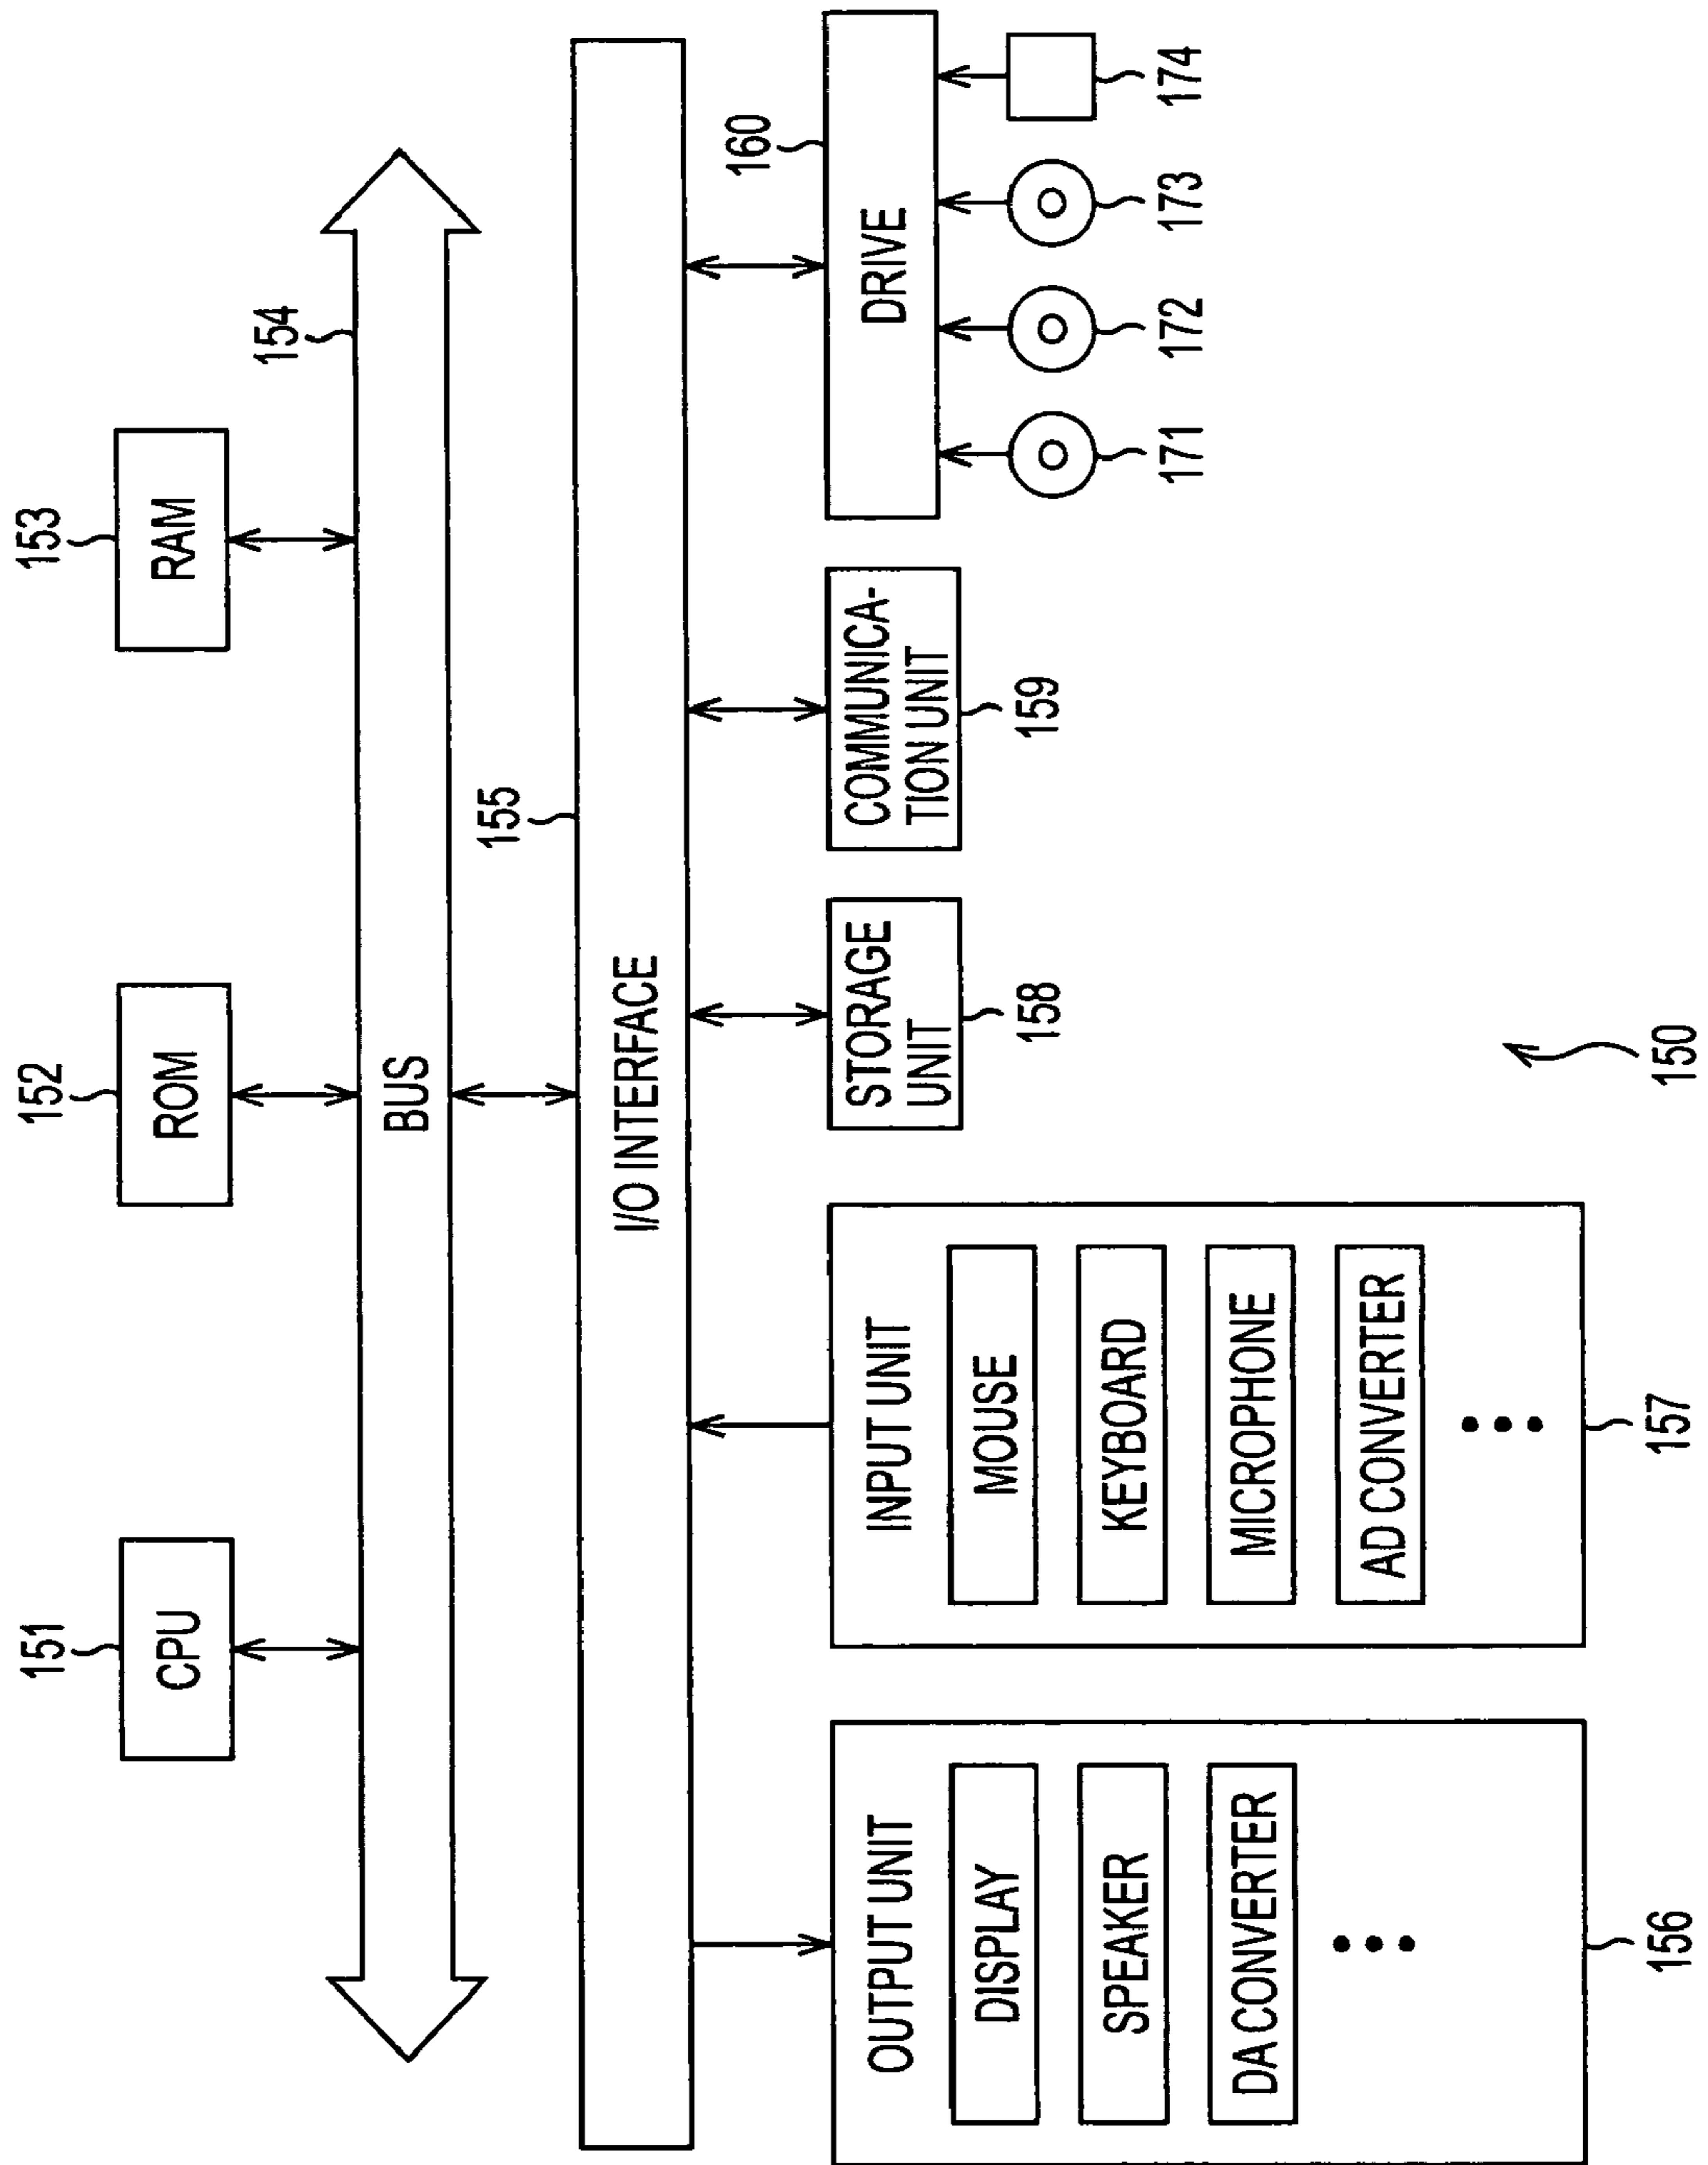 151
152
153
CPU
ROM
RAM
154
BUS
155
I/O INTERFACE
160
OUTPUT UNIT
DISPLAY
SPEAKER
DA CONVERTER
156
INPUT UNIT
MOUSE
KEYBOARD
MICROPHONE
AD CONVERTER
157
STORAGE
UNIT
158
COMMUNICA-
TION UNIT
159
DRIVE
171
172
173
174
150